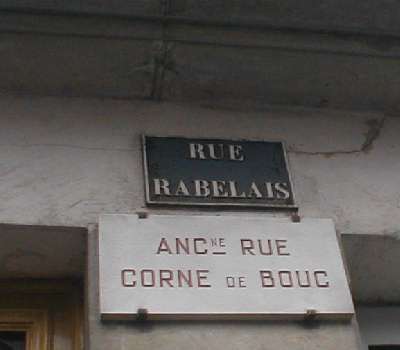 RUE
RABELAIS
ANCNE RUE
CORNE DE BOUC